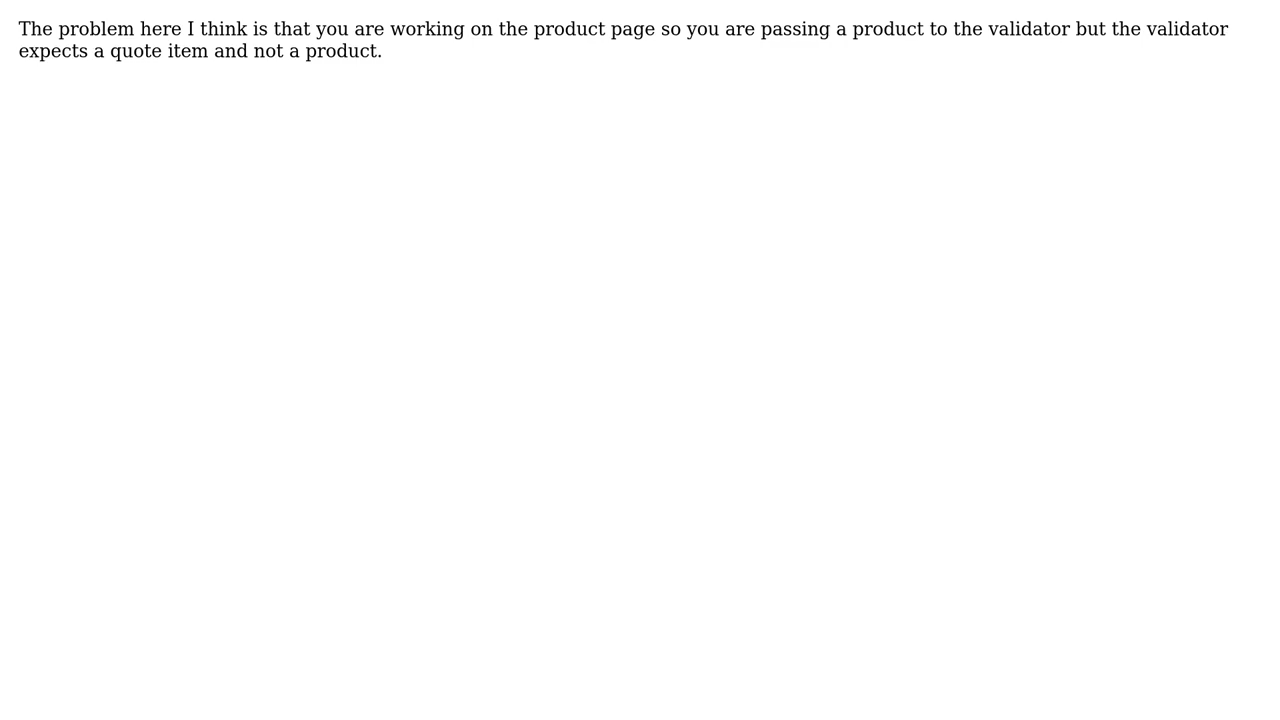 The problem here I think is that you are working on the product page so you are passing a product to the validator but the validator
expects a quote item and not a product.